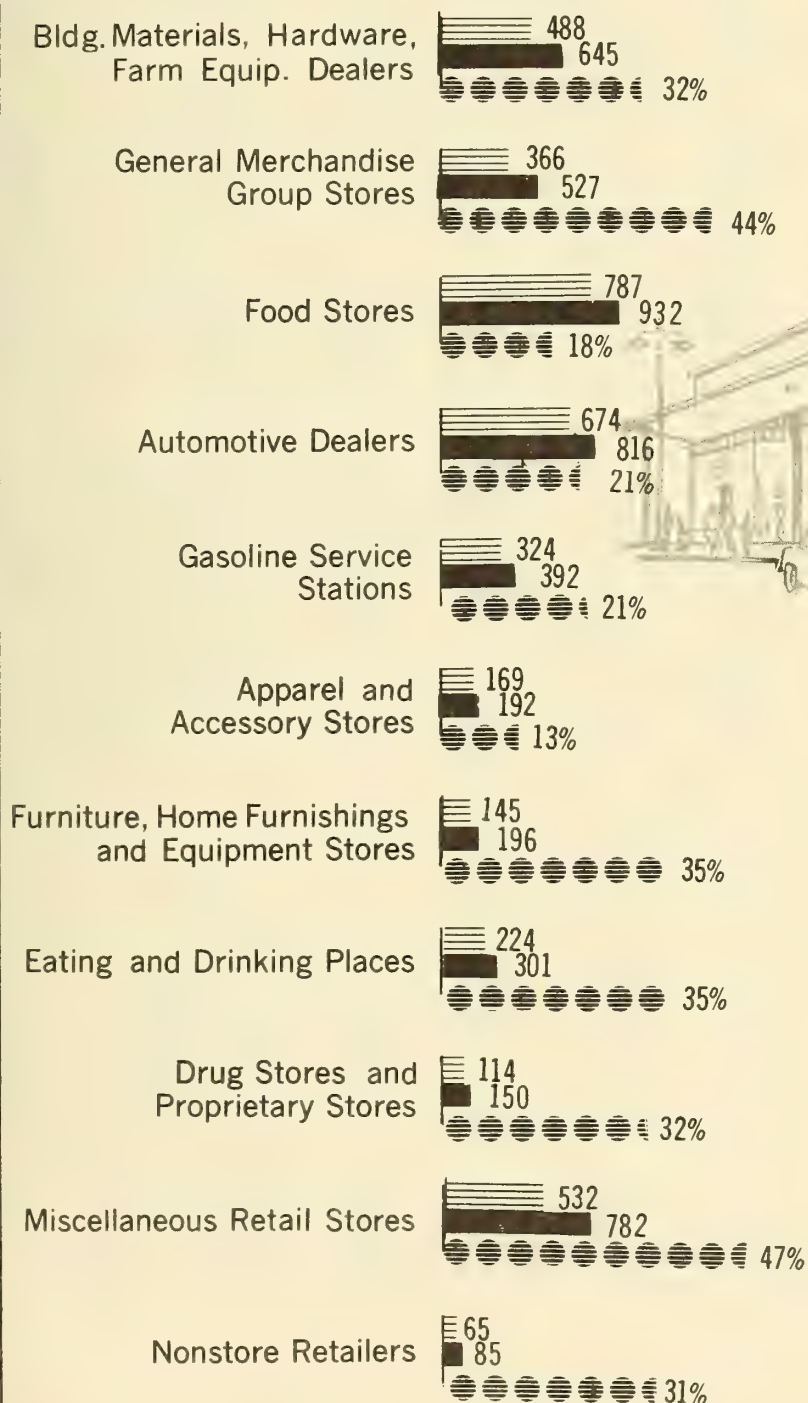 Bldg. Materials, Hardware,
Farm Equip. Dealers
488
645
32%
General Merchandise
Group Stores
366
527
44%
Food Stores
787
932
18%
Automotive Dealers
674
816
21%
Gasoline Service
Stations
324
392
21%
Apparel and
Accessory Stores
169
192
13%
Furniture, Home Furnishings
and Equipment Stores
145
196
35%
Eating and Drinking Places
224
301
35%
Drug Stores and
Proprietary Stores
114
150
32%
Miscellaneous Retail Stores
532
782
47%
Nonstore Retailers
65
85
31%